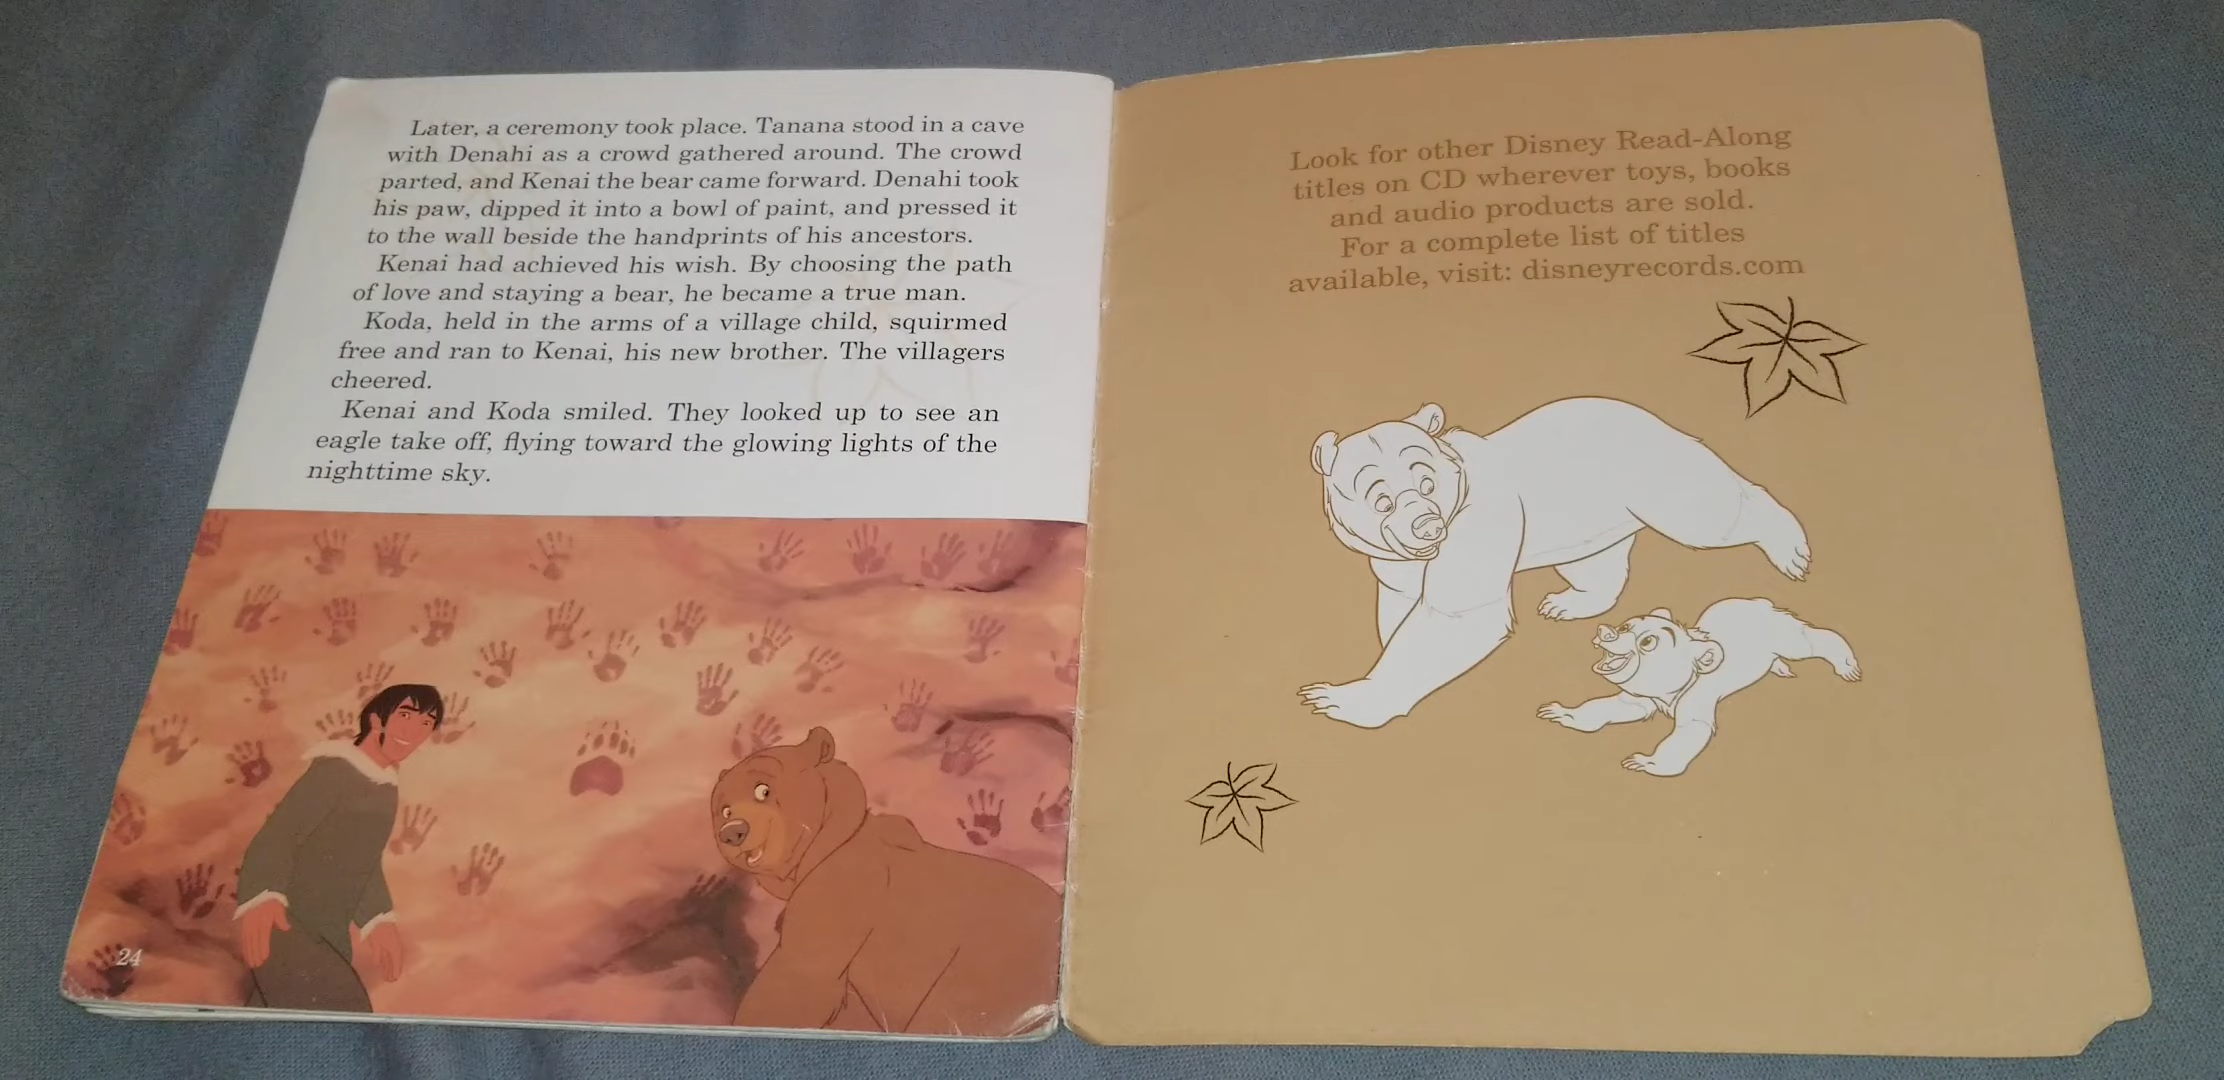 Later, a ceremony took place. Tanana stood in a cave
with Denahi as a crowd gathered around. The crowd
parted, and Kenai the bear came forward. Denahi took
his paw, dipped it into a bowl of paint, and pressed it
to the wall beside the handprints of his ancestors.
Kenai had achieved his wish. By choosing the path
of love and staying a bear, he became a true man.
Koda, held in the arms of a village child, squirmed
free and ran to Kenai, his new brother. The villagers
cheered.
Kenai and Koda smiled. They looked up to see an
eagle take off, flying toward the glowing lights of the
nighttime sky.
24
Look for other Disney Read-Along
titles on CD wherever toys, books
and audio products are sold.
For a complete list of titles
available, visit: disneyrecords.com